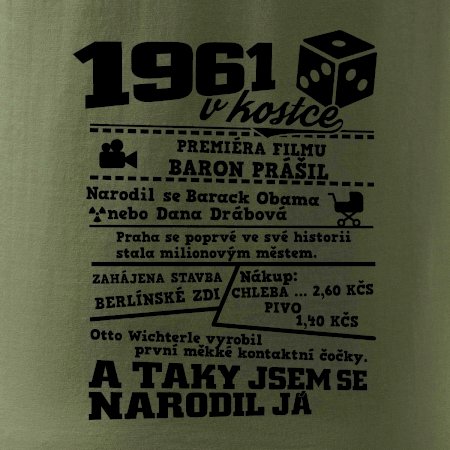 1961
v kostce
PREMIÉRA FILMU
BARON PRÁŠIL
Narodil se Barack Obama
nebo Dana Drábová
Praha se poprvé ve své historii
stala milionovým městem.
ZAHÁJENA STAVBA
BERLÍNSKÉ ZDI
Nákup:
CHLEBA ... 2,60 KČS
PIVO
1,40 KČS
Otto Wichterle vyrobil
první měkké kontaktní čočky.
A TAKY JSEM SE
NARODIL JÁ